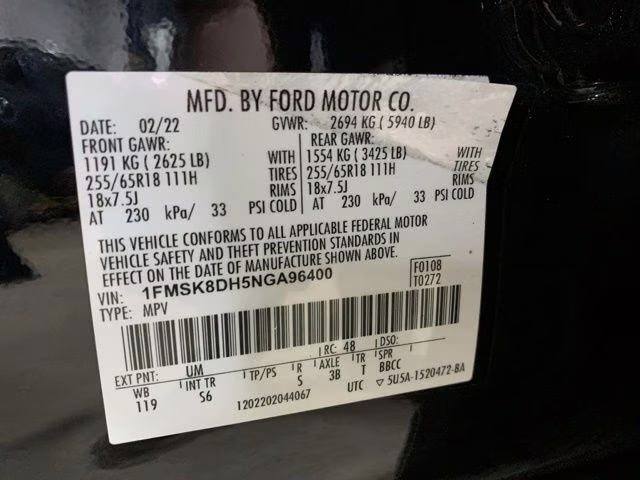 MFD. BY FORD MOTOR CO.
DATE: 02/22 GVWR: 2694 KG ( 5940 LB)
FRONT GAWR: REAR GAWR:
1191 KG ( 2625 LB) WITH 1554 KG ( 3425 LB) WITH
255/65R18 111H TIRES 255/65R18 111H TIRES
18x7.5J RIMS 18x7.5J RIMS
AT 230 kPa/ 33 PSI COLD AT 230 kPa/ 33 PSI COLD
THIS VEHICLE CONFORMS TO ALL APPLICABLE FEDERAL MOTOR
VEHICLE SAFETY AND THEFT PREVENTION STANDARDS IN
EFFECT ON THE DATE OF MANUFACTURE SHOWN ABOVE.
VIN: 1FMSK8DH5NGA96400 F0108
TYPE: MPV T0272
EXT PNT: UM RC: 48 DSO:
WB INT TR TP/PS R AXLE TR SPR
119 S6 S 3B T BBCC
1202202044067 UTC ▽ 5U5A-1520472-BA